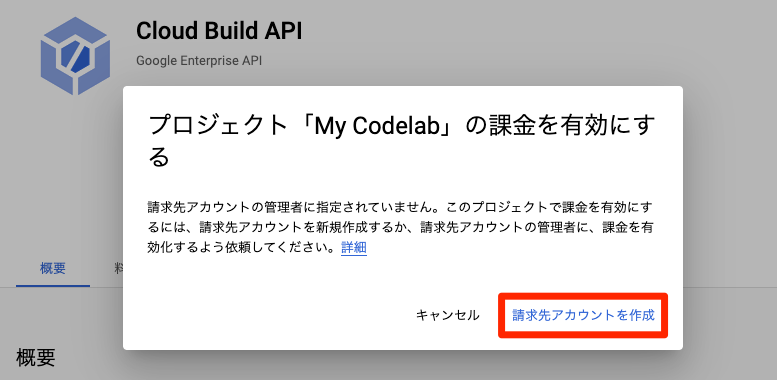 Cloud Build API
Google Enterprise API
プロジェクト「My Codelab」の課金を有効にす
る
請求先アカウントの管理者に指定されていません。このプロジェクトで課金を有効にす
るには、請求先アカウントを新規作成するか、請求先アカウントの管理者に、課金を有
効化するよう依頼してください。詳細
概要
料
キャンセル
請求先アカウントを作成
概要